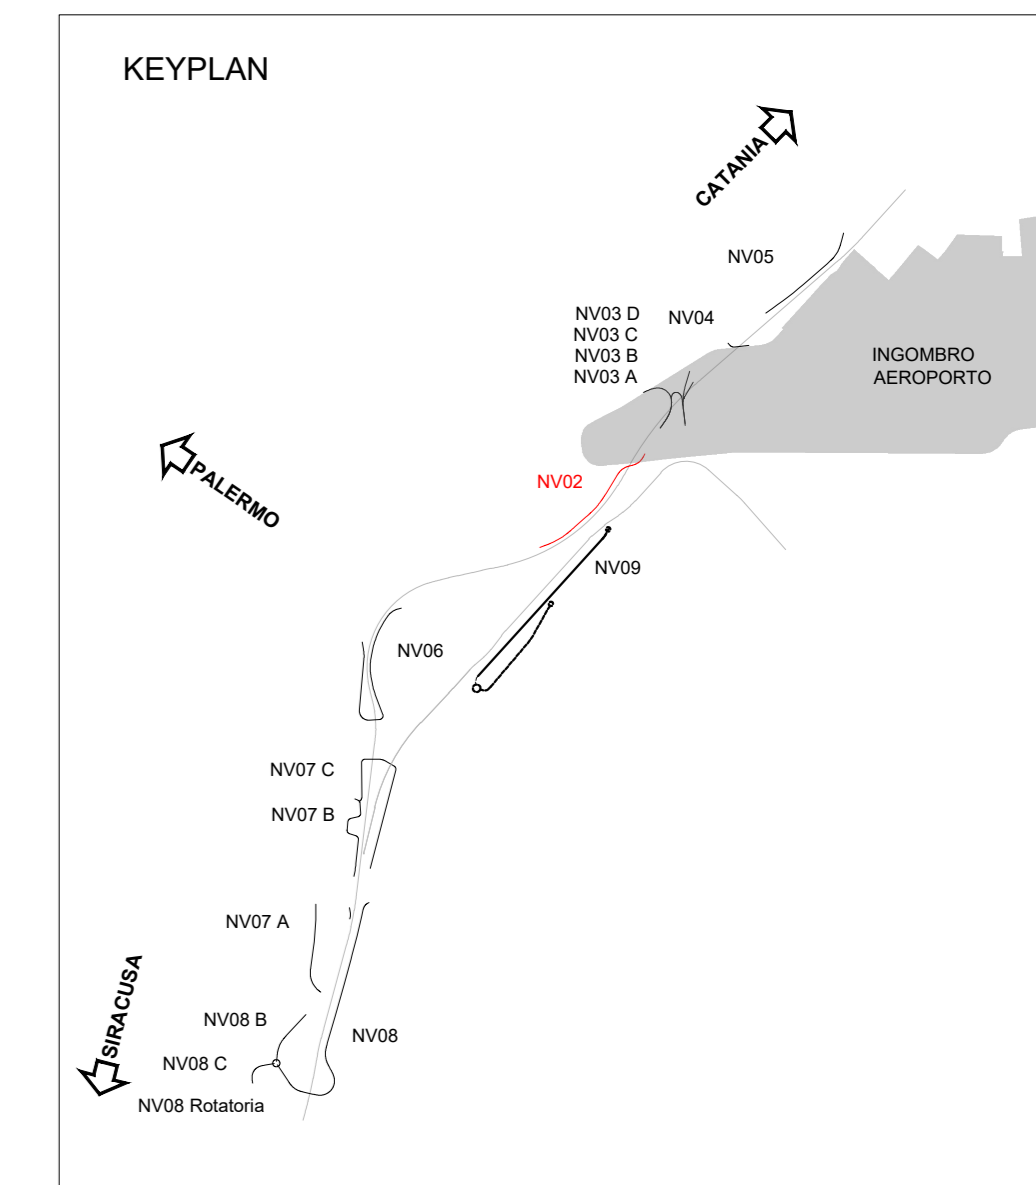 KEYPLAN
CATANIA
NV05
NV03 D
NV04
NV03 C
NV03 B
NV03 A
INGOMBRO
AEROPORTO
PALERMO
NV02
NV09
NV06
NV07 C
NV07 B
NV07 A
SIRACUSA
NV08 B
NV08
NV08 C
NV08 Rotatoria